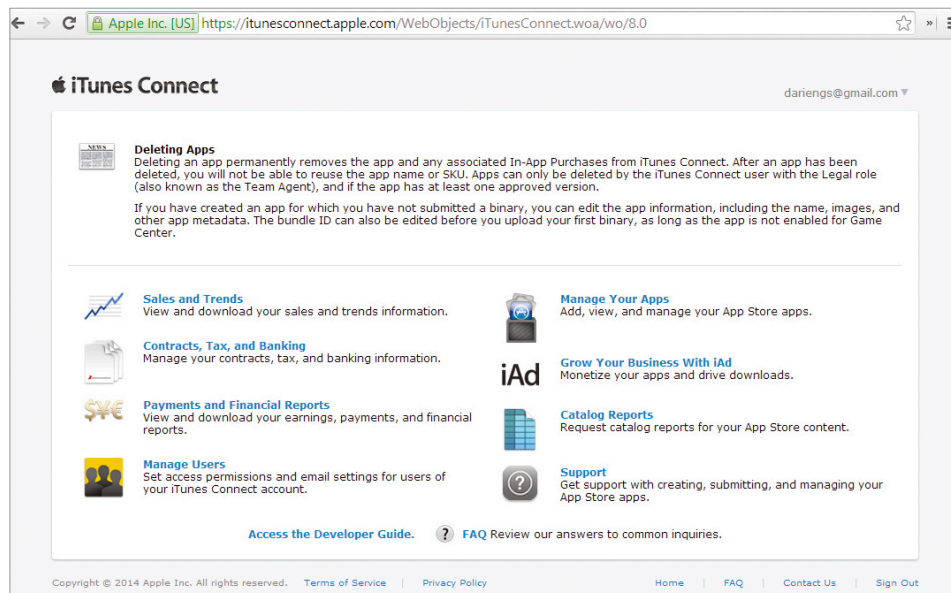 Apple Inc. [US] https://itunesconnect.apple.com/WebObjects/iTunesConnect.woa/wo/8.0
iTunes Connect
dariengs@gmail.com
NEWS
Deleting Apps
Deleting an app permanently removes the app and any associated In-App Purchases from iTunes Connect. After an app has been
deleted, you will not be able to reuse the app name or SKU. Apps can only be deleted by the iTunes Connect user with the Legal role
(also known as the Team Agent), and if the app has at least one approved version.
If you have created an app for which you have not submitted a binary, you can edit the app information, including the name, images, and
other app metadata. The bundle ID can also be edited before you upload your first binary, as long as the app is not enabled for Game
Center.
Sales and Trends
View and download your sales and trends information.
Contracts, Tax, and Banking
Manage your contracts, tax, and banking information.
$¥€
Payments and Financial Reports
View and download your earnings, payments, and financial
reports.
Manage Users
Set access permissions and email settings for users of
your iTunes Connect account.
Manage Your Apps
Add, view, and manage your App Store apps.
iAd
Grow Your Business With iAd
Monetize your apps and drive downloads.
Catalog Reports
Request catalog reports for your App Store content.
?
Support
Get support with creating, submitting, and managing your
App Store apps.
Access the Developer Guide. ? FAQ Review our answers to common inquiries.
Copyright © 2014 Apple Inc. All rights reserved. Terms of Service | Privacy Policy Home | FAQ | Contact Us | Sign Out